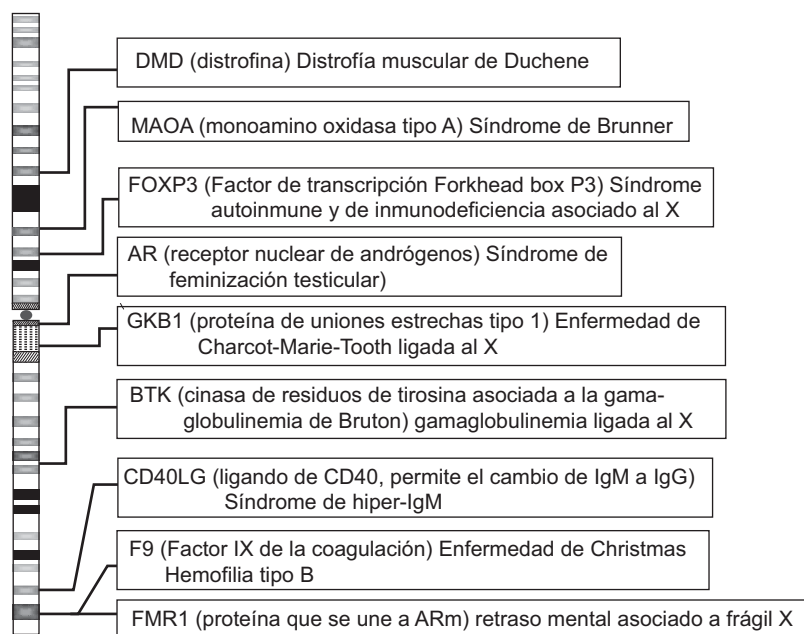 DMD (distrofina) Distrofía muscular de Duchene
MAOA (monoamino oxidasa tipo A) Síndrome de Brunner
FOXP3 (Factor de transcripción Forkhead box P3) Síndrome
autoinmune y de inmunodeficiencia asociado al X
AR (receptor nuclear de andrógenos) Síndrome de
feminización testicular)
GKB1 (proteína de uniones estrechas tipo 1) Enfermedad de
Charcot-Marie-Tooth ligada al X
BTK (cinasa de residuos de tirosina asociada a la gama-
globulinemia de Bruton) gamaglobulinemia ligada al X
CD40LG (ligando de CD40, permite el cambio de IgM a IgG)
Síndrome de hiper-IgM
F9 (Factor IX de la coagulación) Enfermedad de Christmas
Hemofilia tipo B
FMR1 (proteína que se une a ARm) retraso mental asociado a frágil X